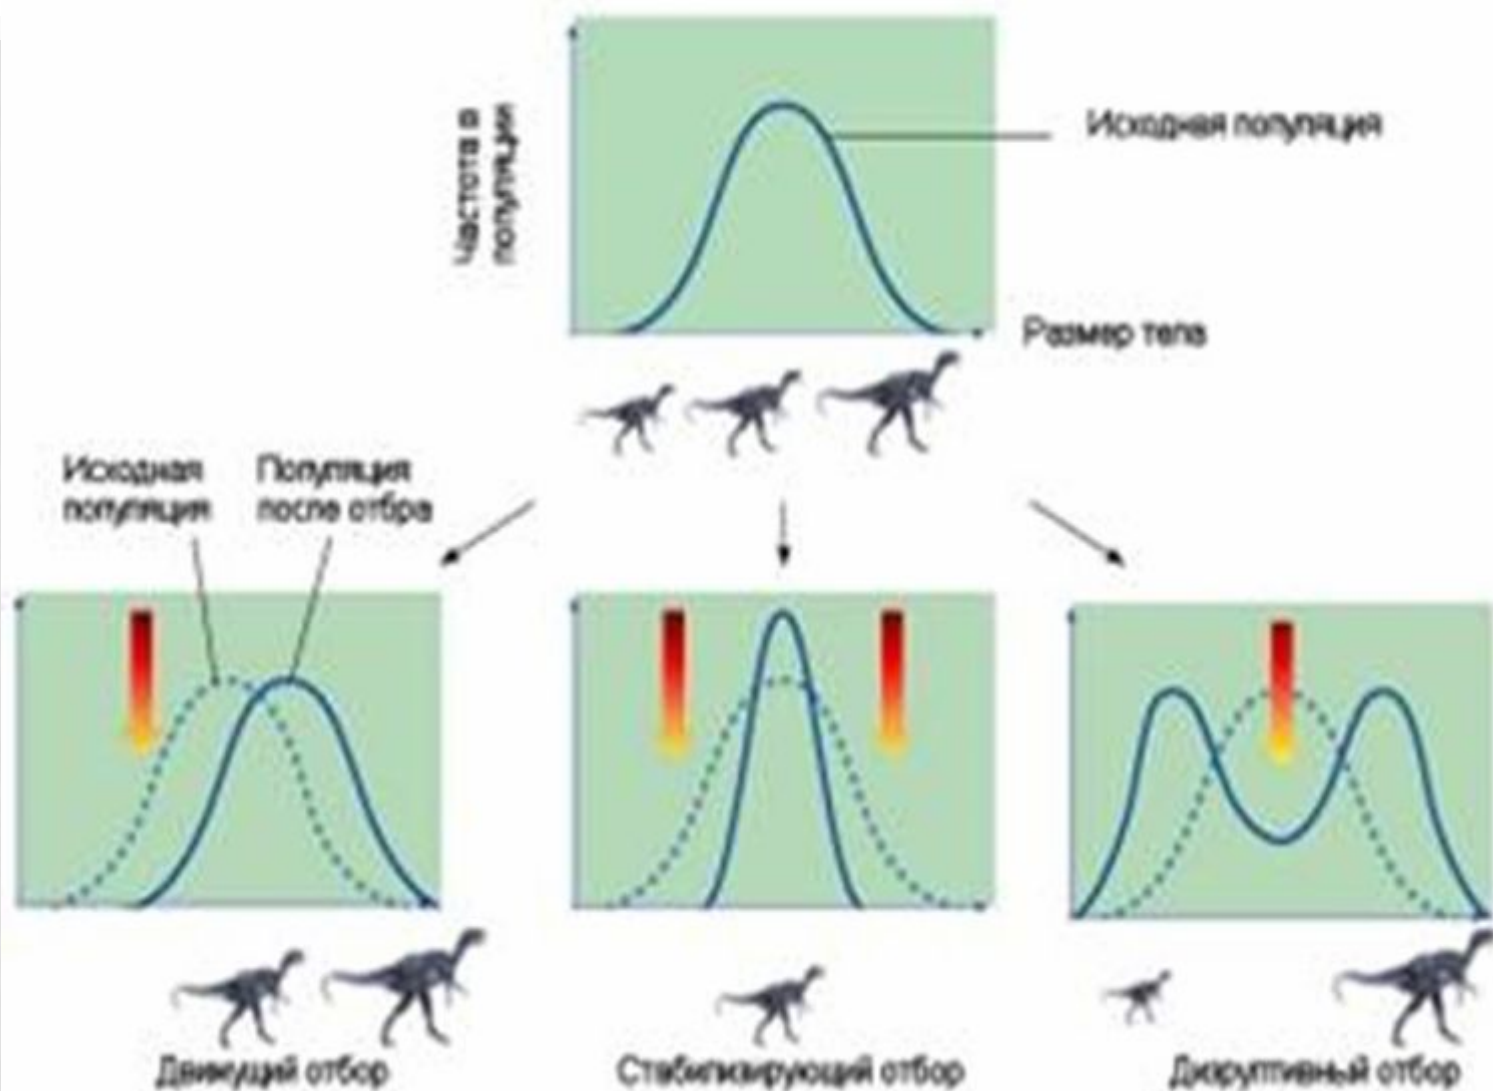 Частота в
популяции
Исходная популяция
Размер тела
Исходная
популяция
Популяция
после отбра
Движущий отбор
Стабилизирующий отбор
Дизруптивный отбор